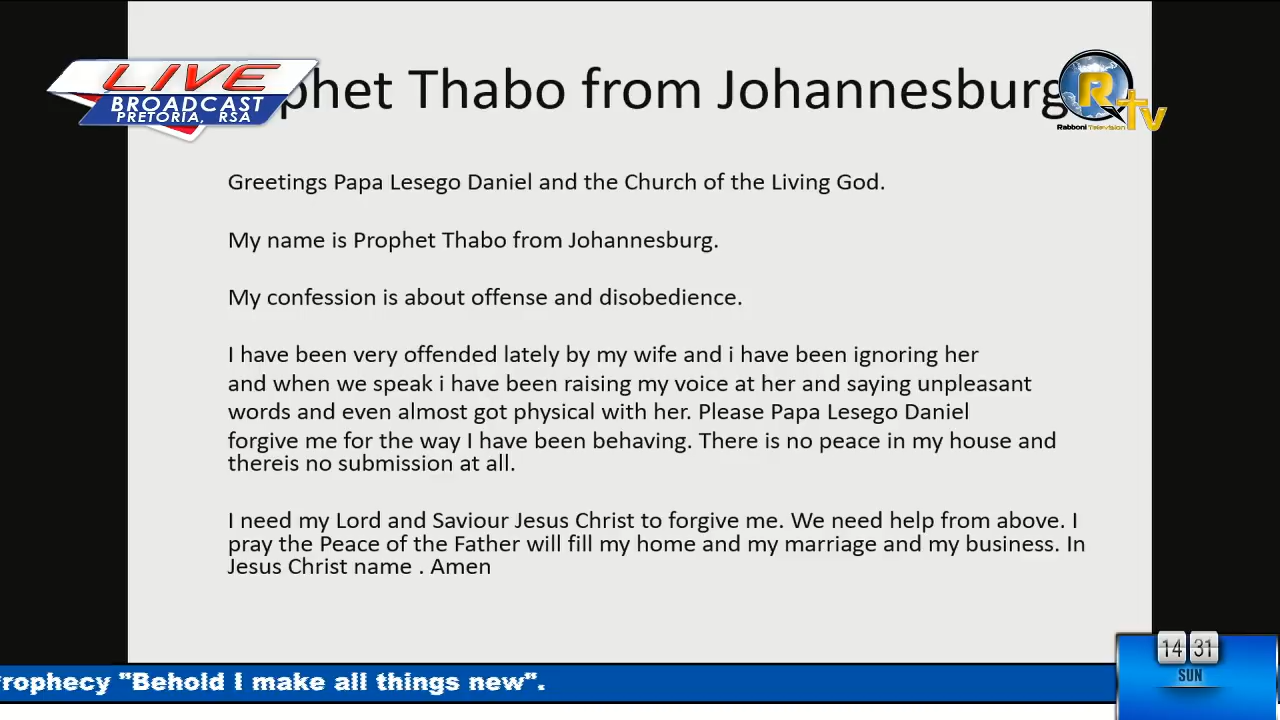 LIVE
BROADCAST
PRETORIA, RSA
phet Thabo from Johannesburg
R tv
Rabboni Television
Greetings Papa Lesego Daniel and the Church of the Living God.
My name is Prophet Thabo from Johannesburg.
My confession is about offense and disobedience.
I have been very offended lately by my wife and i have been ignoring her
and when we speak i have been raising my voice at her and saying unpleasant
words and even almost got physical with her. Please Papa Lesego Daniel
forgive me for the way I have been behaving. There is no peace in my house and
thereis no submission at all.
I need my Lord and Saviour Jesus Christ to forgive me. We need help from above. I
pray the Peace of the Father will fill my home and my marriage and my business. In
Jesus Christ name . Amen
rophecy "Behold I make all things new".
14 31
SUN